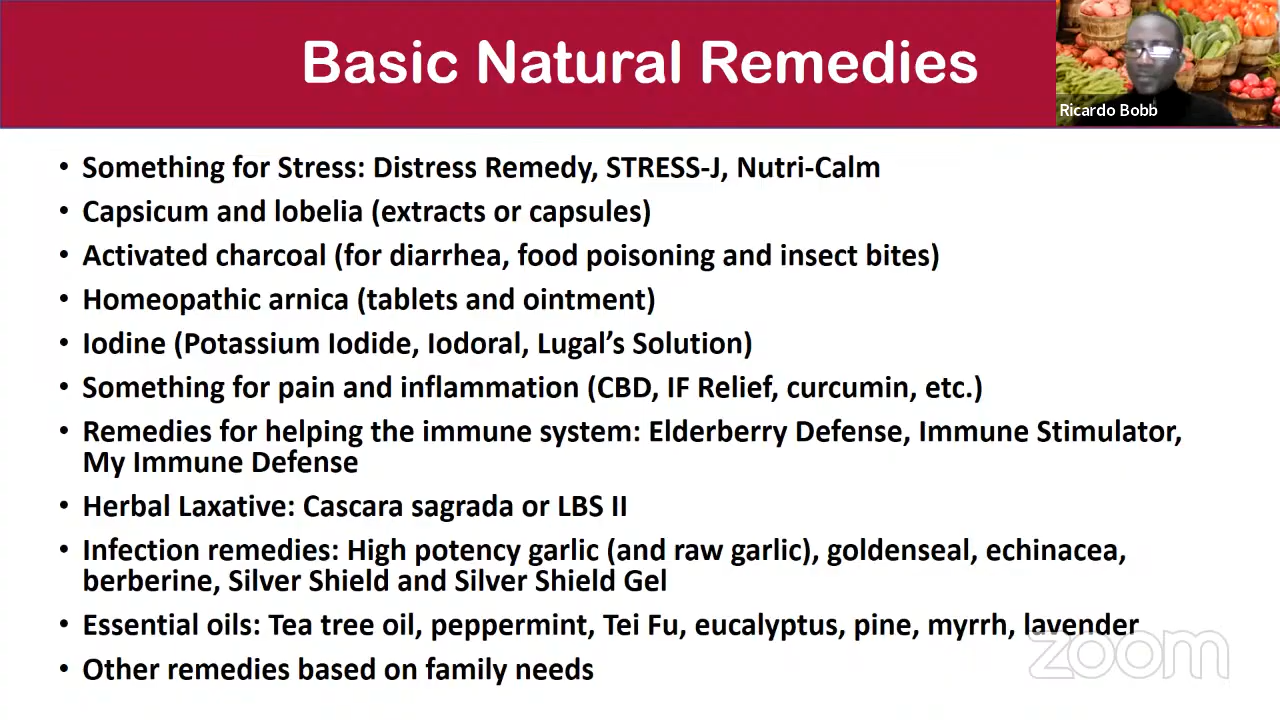 Basic Natural Remedies
Ricardo Bobb
• Something for Stress: Distress Remedy, STRESS-J, Nutri-Calm
• Capsicum and lobelia (extracts or capsules)
• Activated charcoal (for diarrhea, food poisoning and insect bites)
• Homeopathic arnica (tablets and ointment)
• Iodine (Potassium Iodide, Iodoral, Lugal’s Solution)
• Something for pain and inflammation (CBD, IF Relief, curcumin, etc.)
• Remedies for helping the immune system: Elderberry Defense, Immune Stimulator,
My Immune Defense
• Herbal Laxative: Cascara sagrada or LBS II
• Infection remedies: High potency garlic (and raw garlic), goldenseal, echinacea,
berberine, Silver Shield and Silver Shield Gel
• Essential oils: Tea tree oil, peppermint, Tei Fu, eucalyptus, pine, myrrh, lavender
• Other remedies based on family needs
zoom